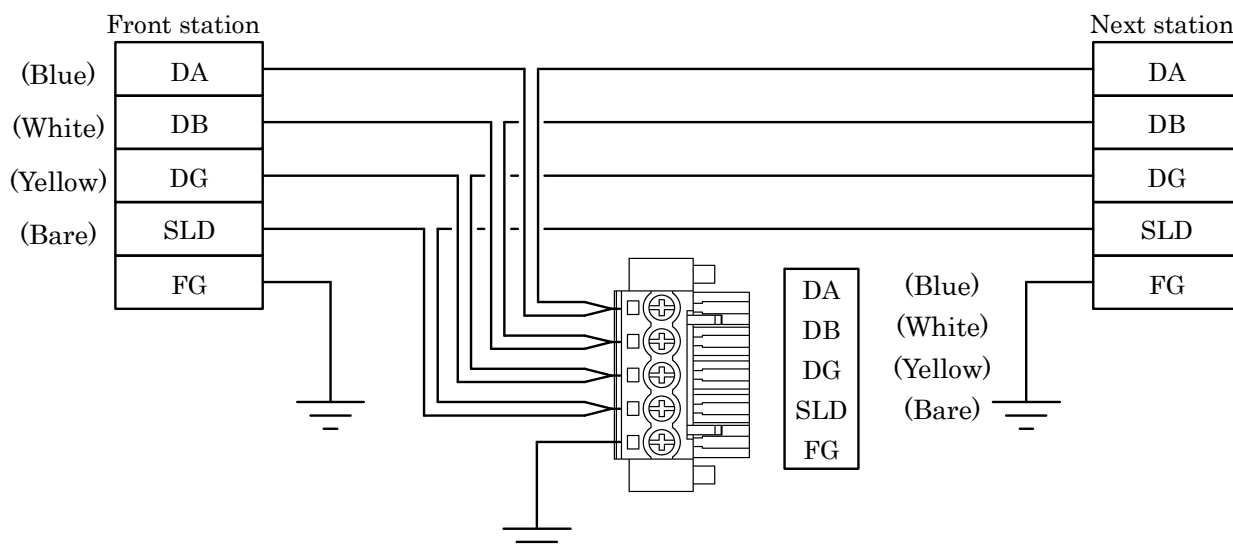 Front station
Next station
(Blue) DA
DA
(White) DB
DB
(Yellow) DG
DG
(Bare) SLD
SLD
FG
FG
DA (Blue)
DB (White)
DG (Yellow)
SLD (Bare)
FG